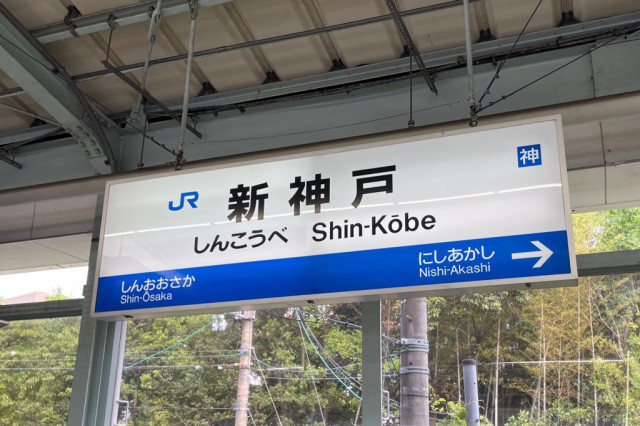 神
JR 新神戸
しんこうべ Shin-Kōbe
しんおおさか
Shin-Ōsaka
にしあかし
Nishi-Akashi